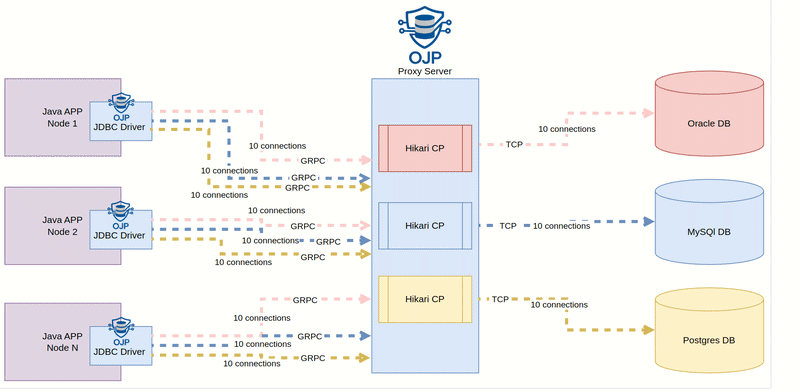 OJP
Proxy Server
Java APP
Node 1
OJP
JDBC Driver
10 connections
GRPC
10 connections
GRPC
GRPC
10 connections
Hikari CP
TCP
10 connections
Oracle DB
Java APP
Node 2
OJP
JDBC Driver
10 connections
GRPC
10 connections
GRPC
GRPC
10 connections
Hikari CP
TCP
10 connections
MySQl DB
Java APP
Node N
OJP
JDBC Driver
GRPC
10 connections
GRPC
10 connections
GRPC
10 connections
Hikari CP
TCP
10 connections
Postgres DB